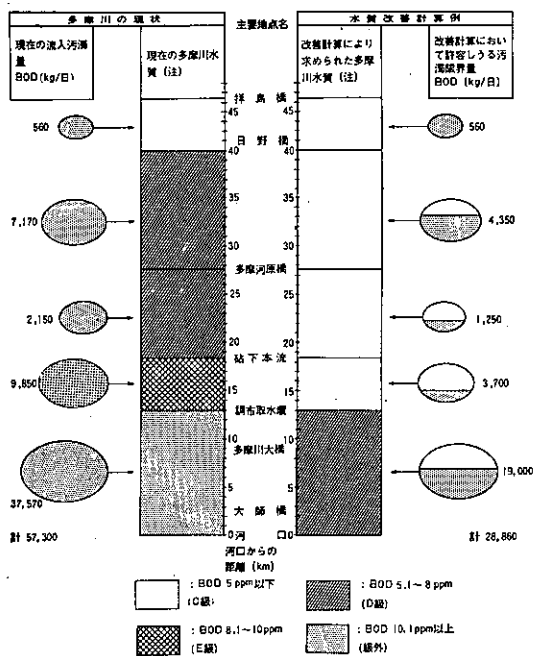 多摩川の現状
主要地点名
水質改善計算例
現在の流入汚濁
量
BOD(kg/日)
現在の多摩川水
質(注)
改善計算により
求められた多摩
川水質(注)
改善計算におい
て許容しうる汚
濁限界量
BOD(kg/日)
拝島橋
45
560
560
日野橋
40
35
7,170
4,350
30
多摩河原橋
25
2,150
1,250
20
砧下本流
9,850
3,700
15
調布取水堰
10
多摩川大橋
5
37,570
19,000
大師橋
河口
0
計 57,300
計 28,860
河口からの
距離(km)
:BOD 5ppm以下
(C級)
:BOD 5.1~8ppm
(D級)
:BOD 8.1~10ppm
(E級)
:BOD 10.1ppm以上
(級外)